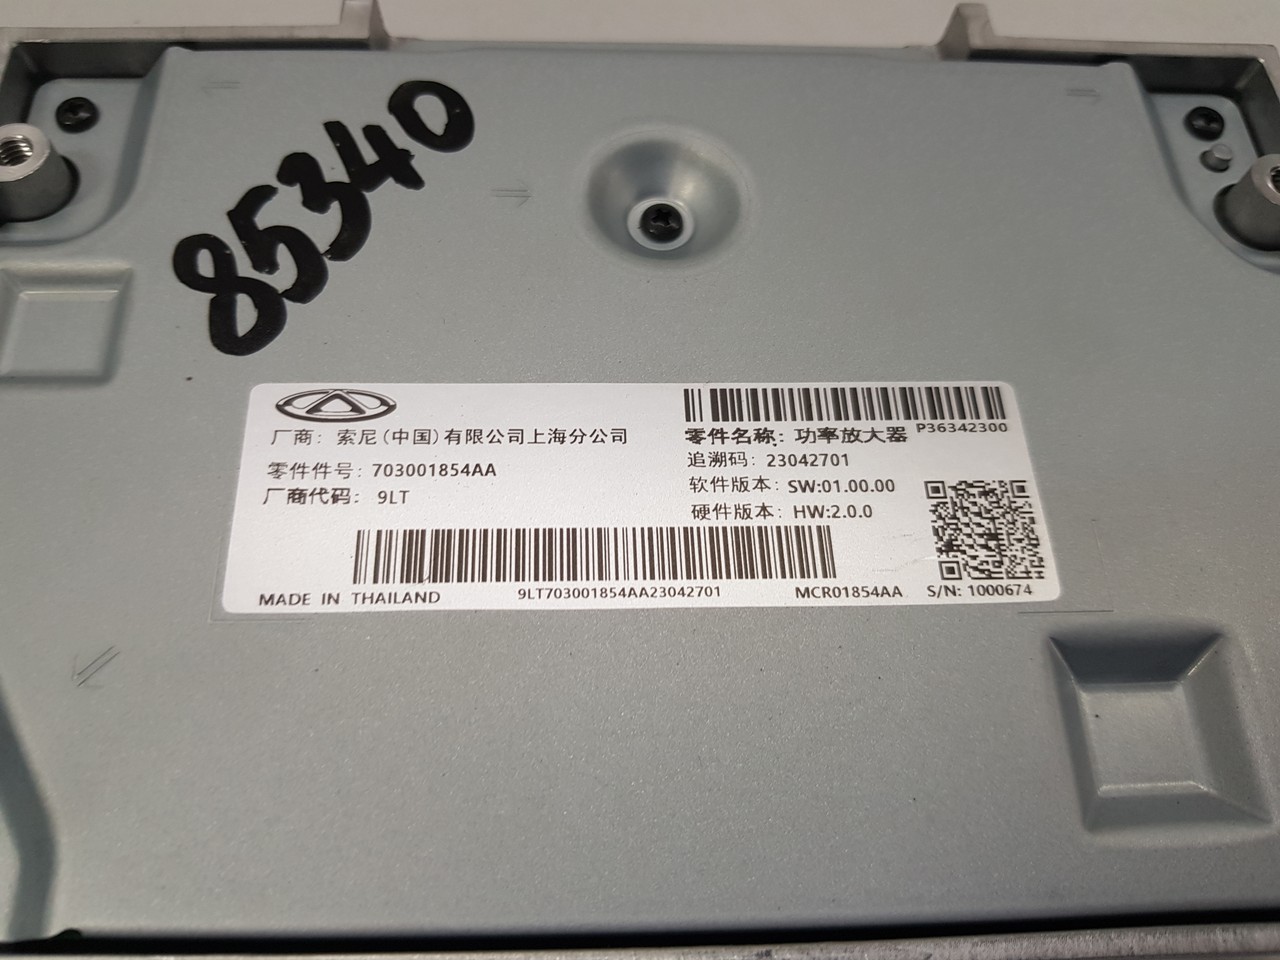 85340
厂商: 索尼(中国)有限公司上海分公司
零件件号: 703001854AA
厂商代码: 9LT
P36342300
零件名称: 功率放大器
追溯码: 23042701
软件版本: SW:01.00.00
硬件版本: HW:2.0.0
MADE IN THAILAND
9LT703001854AA23042701
MCR01854AA
S/N: 1000674